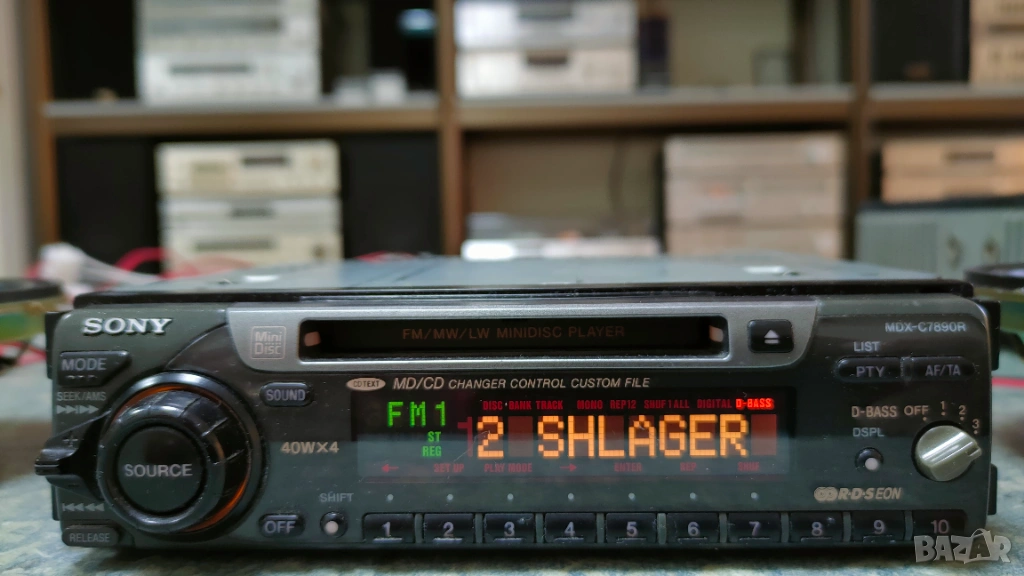 SONY
Mini Disc
FM/MW/LW MINIDISC PLAYER
MDX-C7890R
MODE
SEEK/AMS
SOUND
CD TEXT MD/CD CHANGER CONTROL CUSTOM FILE
LIST
PTY
AF/TA
FM1
DISC BANK TRACK MONO REP12 SHUF1ALL DIGITAL D-BASS
ST
REG
2 SHLAGER
SET UP PLAY MODE ENTER REP
40W×4
SOURCE
D-BASS OFF 1 2 3
DSPL
R·D·S EON
SHIFT
OFF
RELEASE
1 2 3 4 5 6 7 8 9 10
BAZAR